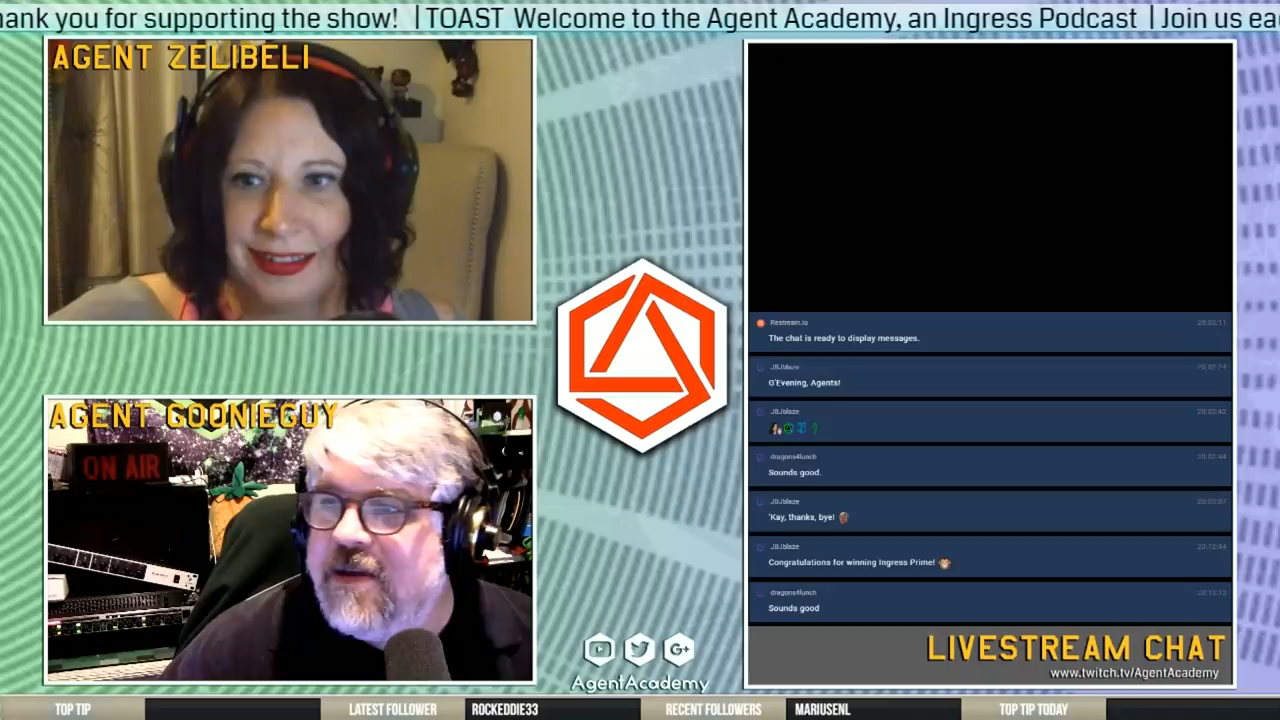 hank you for supporting the show! | TOAST Welcome to the Agent Academy, an Ingress Podcast | Join us ea
AGENT ZELIBELI
AGENT GOONIEGUY
ON AIR
Restream.io
The chat is ready to display messages.
JBJblaze
G'Evening, Agents!
JBJblaze
dragons4lunch
Sounds good.
JBJblaze
'Kay, thanks, bye!
JBJblaze
Congratulations for winning Ingress Prime!
dragons4lunch
Sounds good
LIVESTREAM CHAT
www.twitch.tv/AgentAcademy
G+
AgentAcademy
TOP TIP
LATEST FOLLOWER
ROCKEDDIE33
RECENT FOLLOWERS
MARIUSENL
TOP TIP TODAY